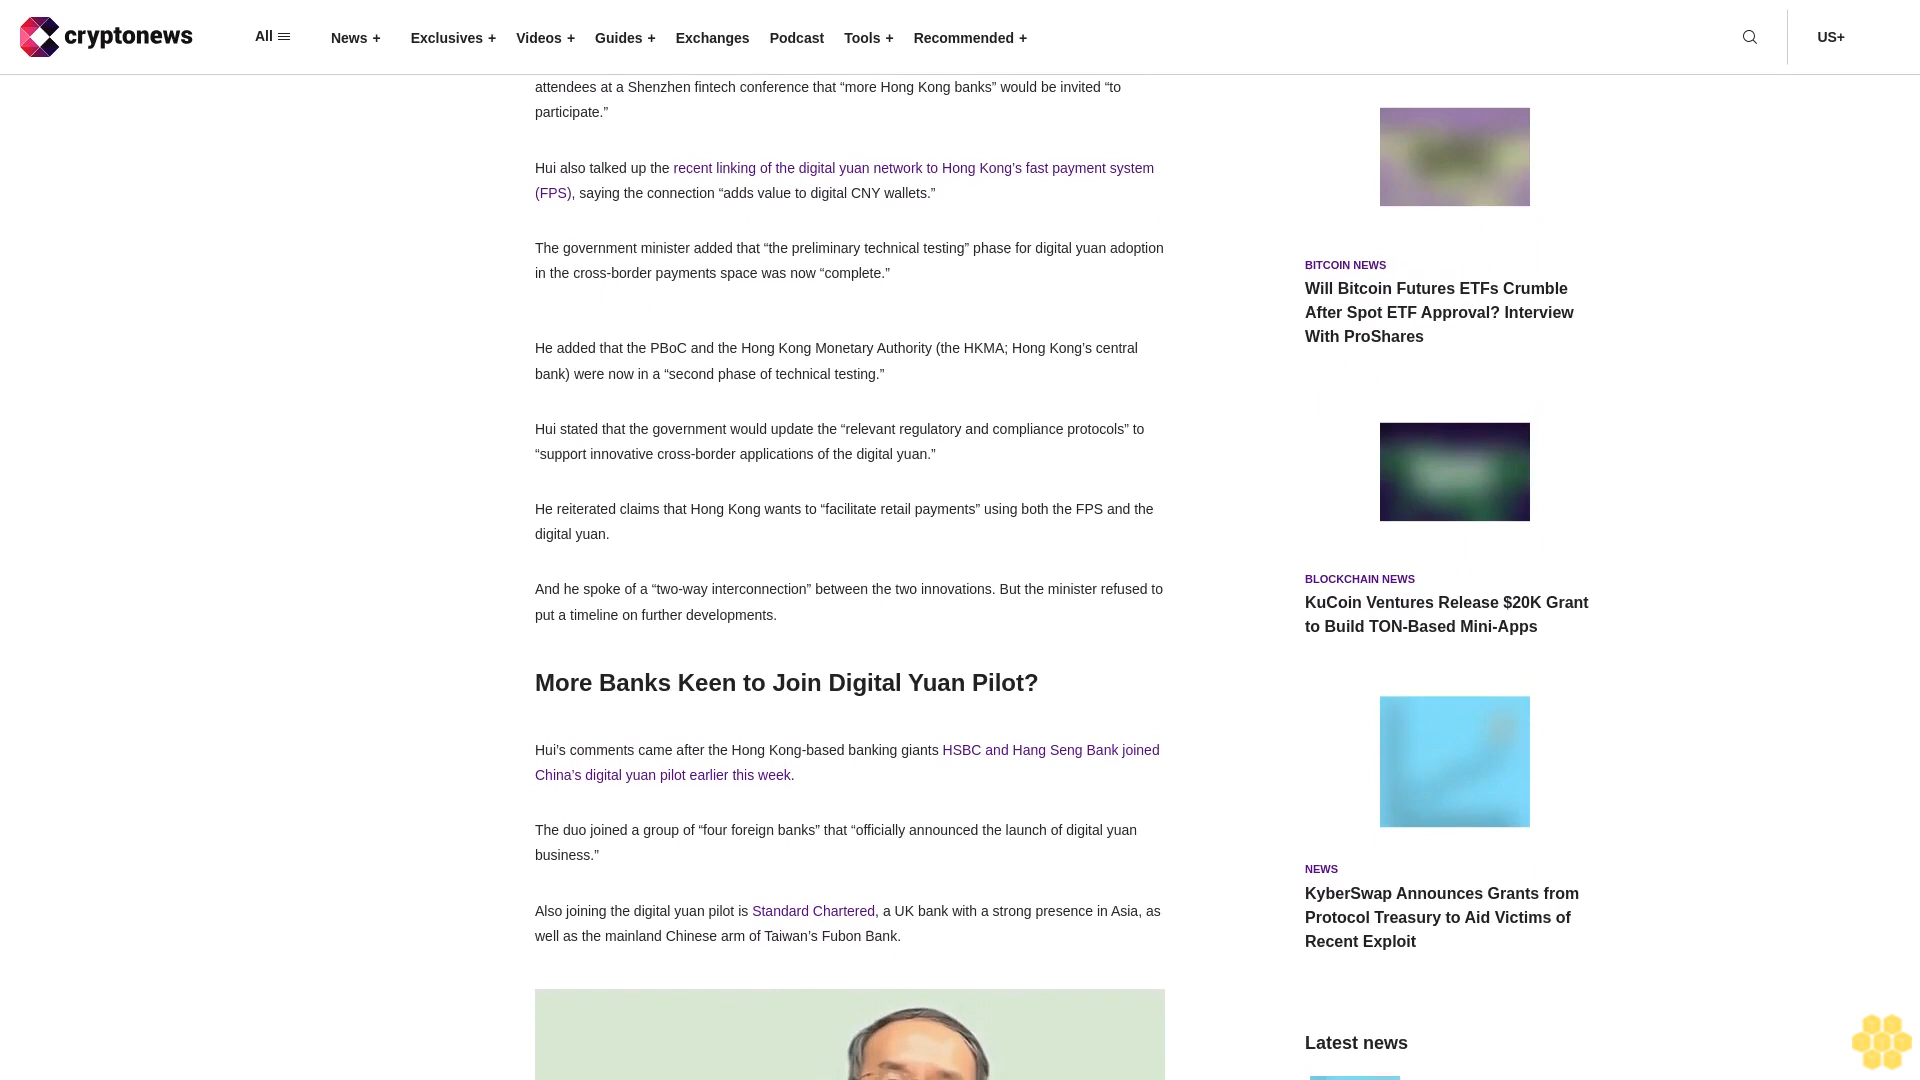 cryptonews
All
News +
Exclusives +
Videos +
Guides +
Exchanges
Podcast
Tools +
Recommended +
US+
attendees at a Shenzhen fintech conference that “more Hong Kong banks” would be invited “to
participate.”
Hui also talked up the recent linking of the digital yuan network to Hong Kong’s fast payment system
(FPS), saying the connection “adds value to digital CNY wallets.”
The government minister added that “the preliminary technical testing” phase for digital yuan adoption
in the cross-border payments space was now “complete.”
He added that the PBoC and the Hong Kong Monetary Authority (the HKMA; Hong Kong’s central
bank) were now in a “second phase of technical testing.”
Hui stated that the government would update the “relevant regulatory and compliance protocols” to
“support innovative cross-border applications of the digital yuan.”
He reiterated claims that Hong Kong wants to “facilitate retail payments” using both the FPS and the
digital yuan.
And he spoke of a “two-way interconnection” between the two innovations. But the minister refused to
put a timeline on further developments.
More Banks Keen to Join Digital Yuan Pilot?
Hui’s comments came after the Hong Kong-based banking giants HSBC and Hang Seng Bank joined
China’s digital yuan pilot earlier this week.
The duo joined a group of “four foreign banks” that “officially announced the launch of digital yuan
business.”
Also joining the digital yuan pilot is Standard Chartered, a UK bank with a strong presence in Asia, as
well as the mainland Chinese arm of Taiwan’s Fubon Bank.
BITCOIN NEWS
Will Bitcoin Futures ETFs Crumble
After Spot ETF Approval? Interview
With ProShares
BLOCKCHAIN NEWS
KuCoin Ventures Release $20K Grant
to Build TON-Based Mini-Apps
NEWS
KyberSwap Announces Grants from
Protocol Treasury to Aid Victims of
Recent Exploit
Latest news